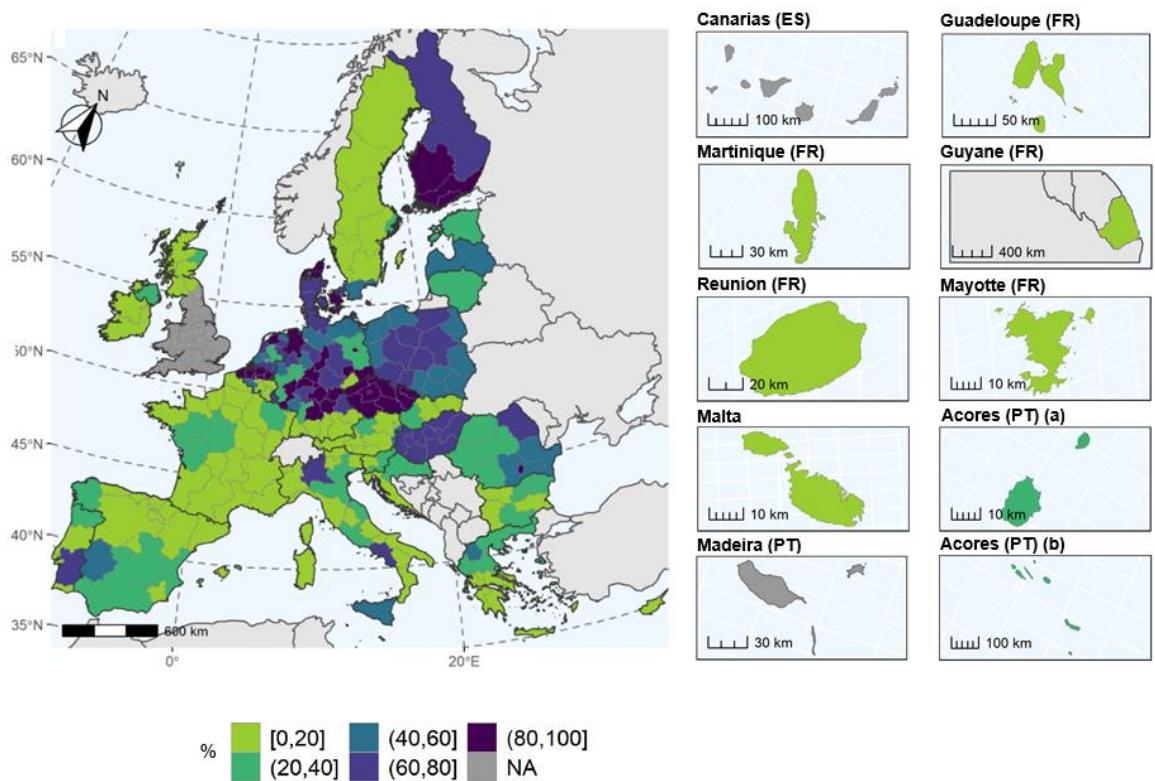 65°N
60°N
55°N
50°N
45°N
40°N
35°N
N
600 km
0°
20°E
Canarias (ES)
100 km
Guadeloupe (FR)
50 km
Martinique (FR)
30 km
Guyane (FR)
400 km
Reunion (FR)
20 km
Mayotte (FR)
10 km
Malta
10 km
Acores (PT) (a)
10 km
Madeira (PT)
30 km
Acores (PT) (b)
100 km
% [0,20] (40,60] (80,100]
(20,40] (60,80] NA